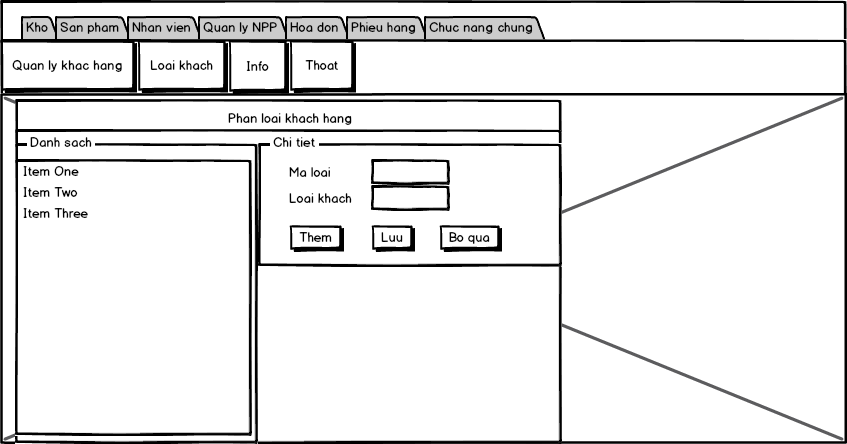 Kho San pham Nhan vien Quan ly NPP Hoa don Phieu hang Chuc nang chung
Quan ly khac hang Loai khach Info Thoat
Phan loai khach hang
Danh sach
Item One
Item Two
Item Three
Chi tiet
Ma loai
Loai khach
Them Luu Bo qua